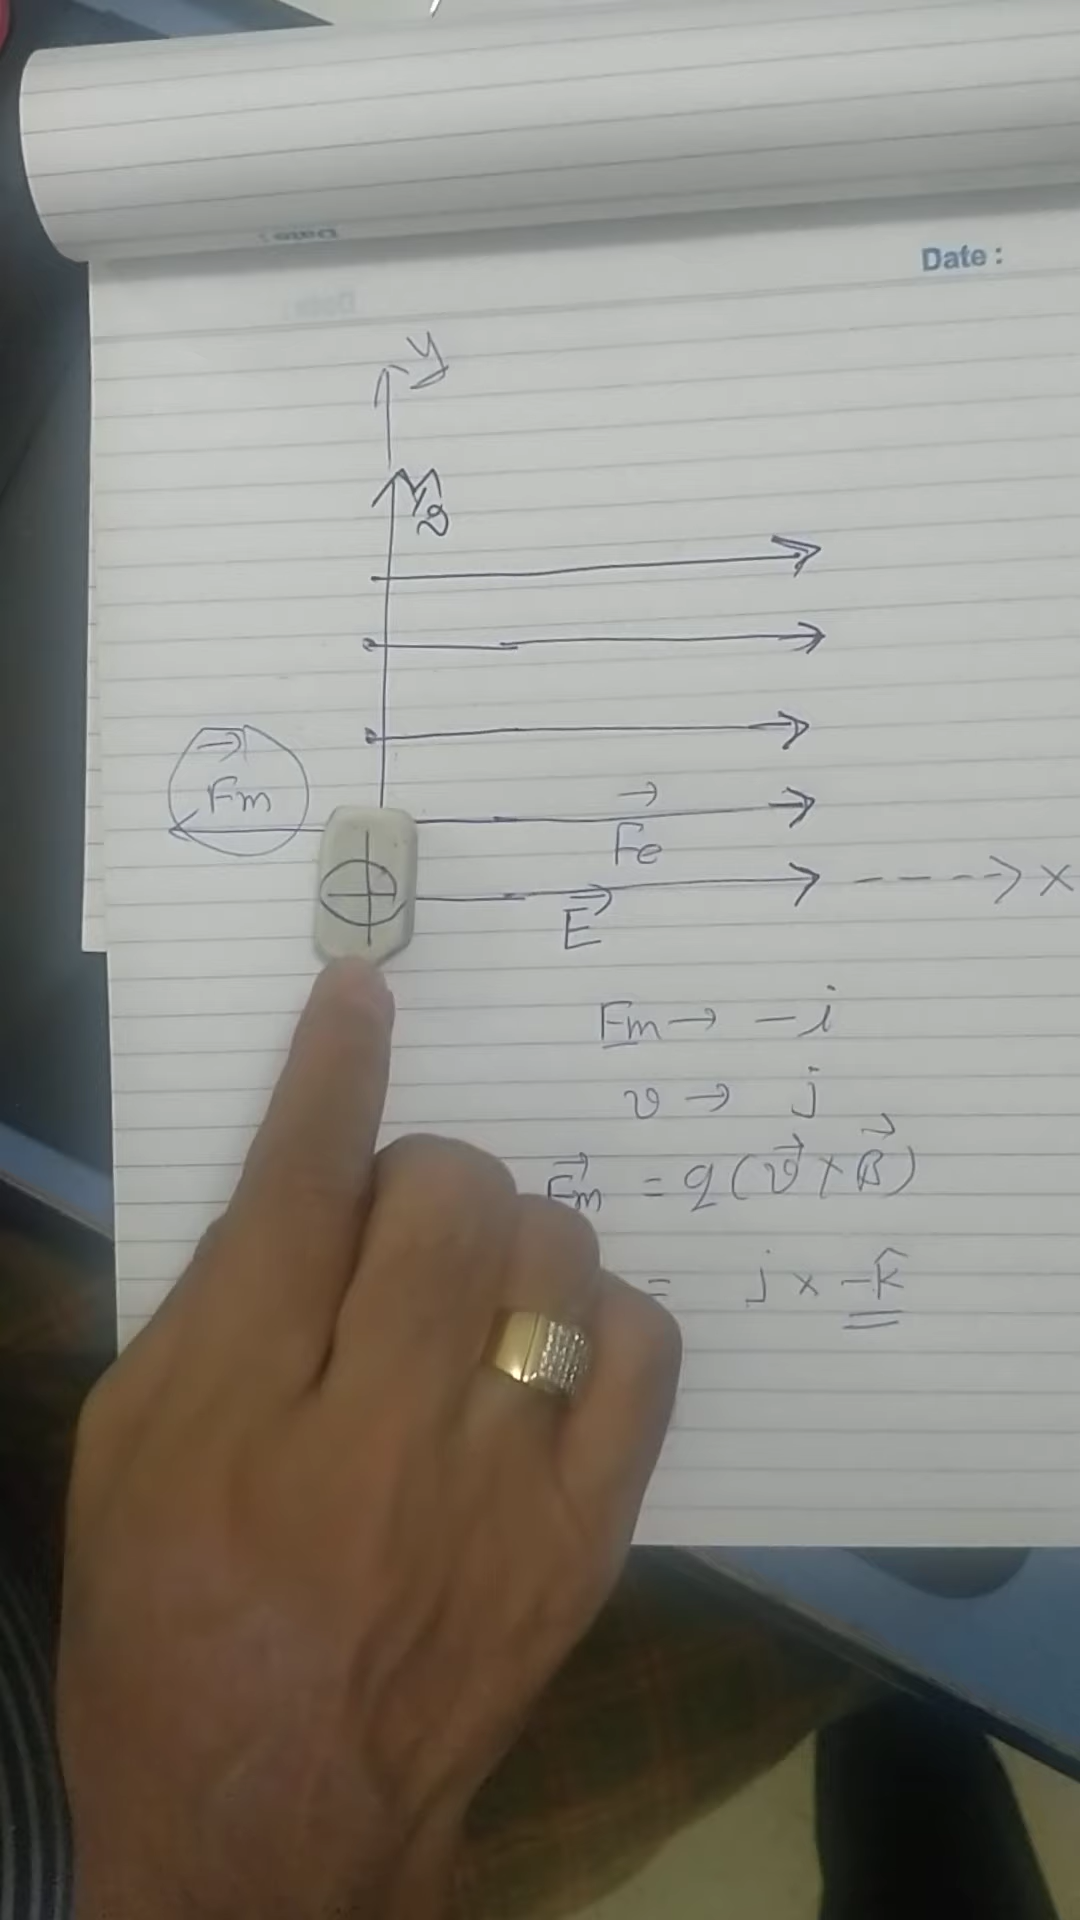 Date :
y
v
Fm
Fe
E
x
Fm → - i
v → j
Fm = q ( v × B )
= j × - k̂